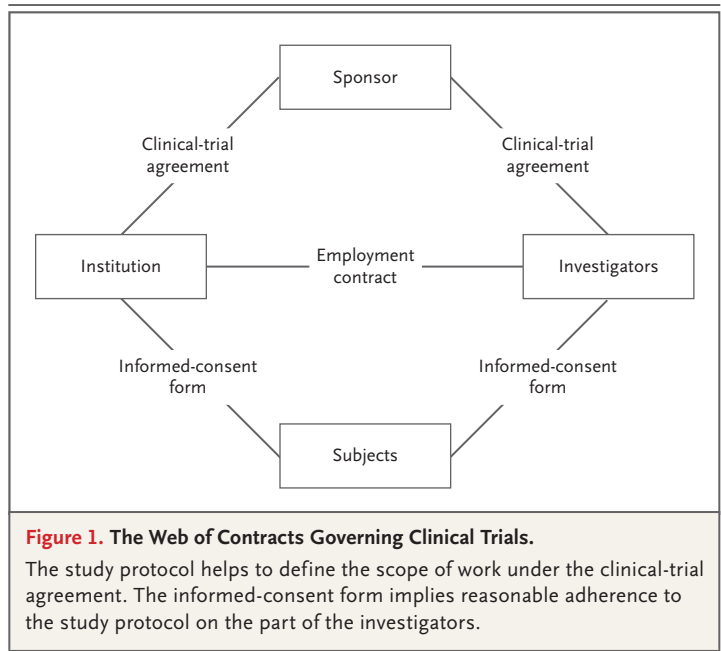 Sponsor
Clinical-trial
agreement
Clinical-trial
agreement
Institution
Employment
contract
Investigators
Informed-consent
form
Informed-consent
form
Subjects
Figure 1. The Web of Contracts Governing Clinical Trials.
The study protocol helps to define the scope of work under the clinical-trial
agreement. The informed-consent form implies reasonable adherence to
the study protocol on the part of the investigators.